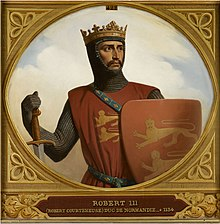 ROBERT III
(ROBERT COURTEHEUSE) DUC DE NORMANDIE _ + 1134